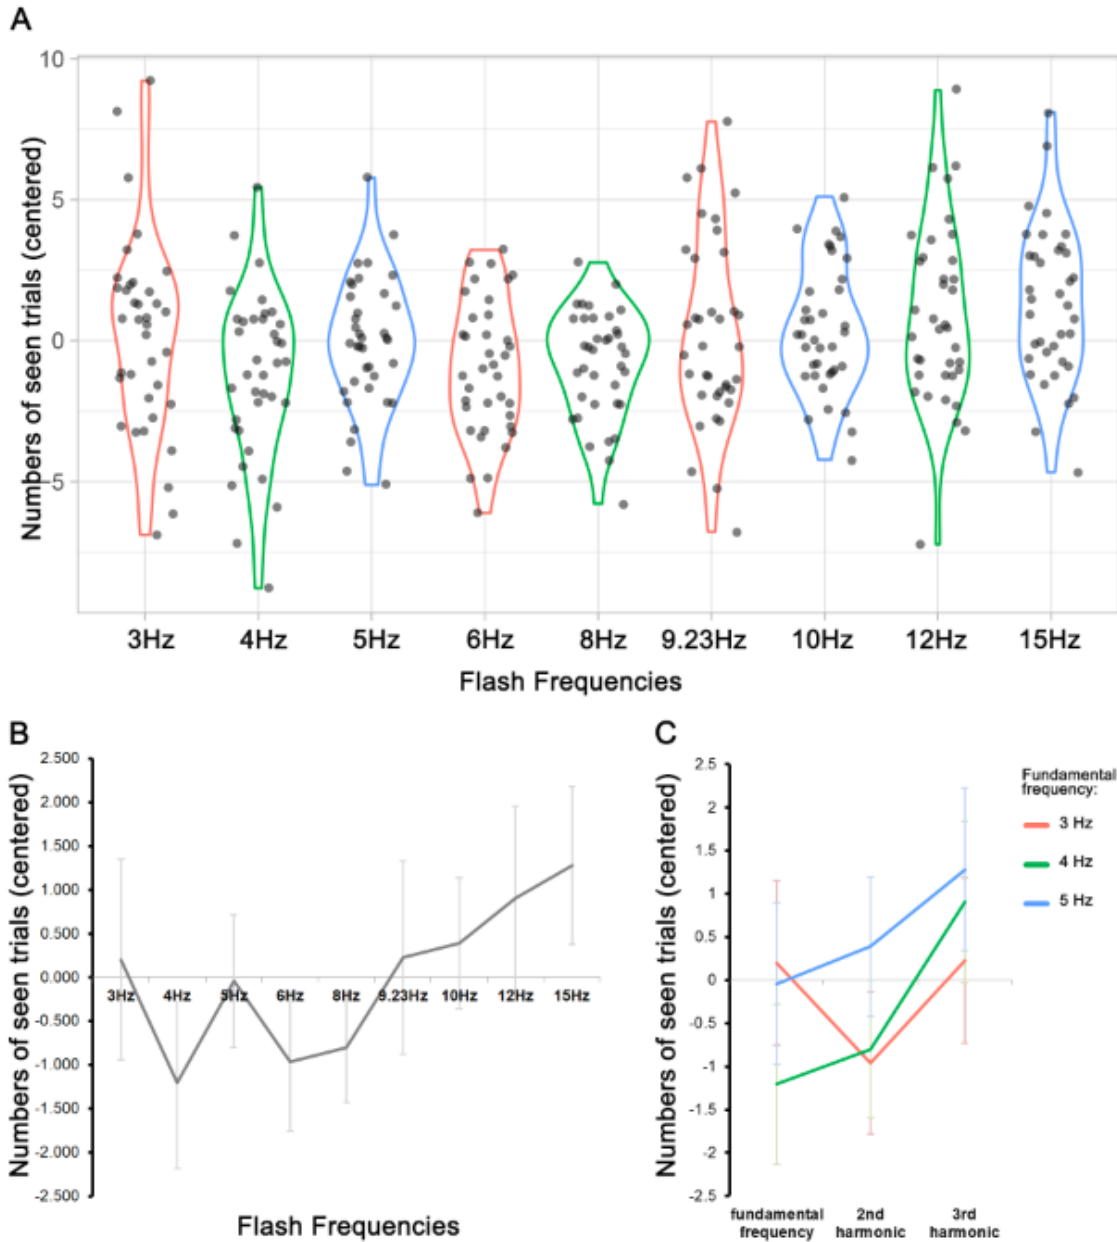 A
Numbers of seen trials (centered)
10
5
0
-5
3Hz 4Hz 5Hz 6Hz 8Hz 9.23Hz 10Hz 12Hz 15Hz
Flash Frequencies
B
Numbers of seen trials (centered)
2.500
2.000
1.500
1.000
0.500
0.000
-0.500
-1.000
-1.500
-2.000
-2.500
3Hz 4Hz 5Hz 6Hz 8Hz 9.23Hz 10Hz 12Hz 15Hz
Flash Frequencies
C
Numbers of seen trials (centered)
2.5
2
1.5
1
0.5
0
-0.5
-1
-1.5
-2
-2.5
fundamental
frequency
2nd
harmonic
3rd
harmonic
Fundamental
frequency:
3 Hz
4 Hz
5 Hz